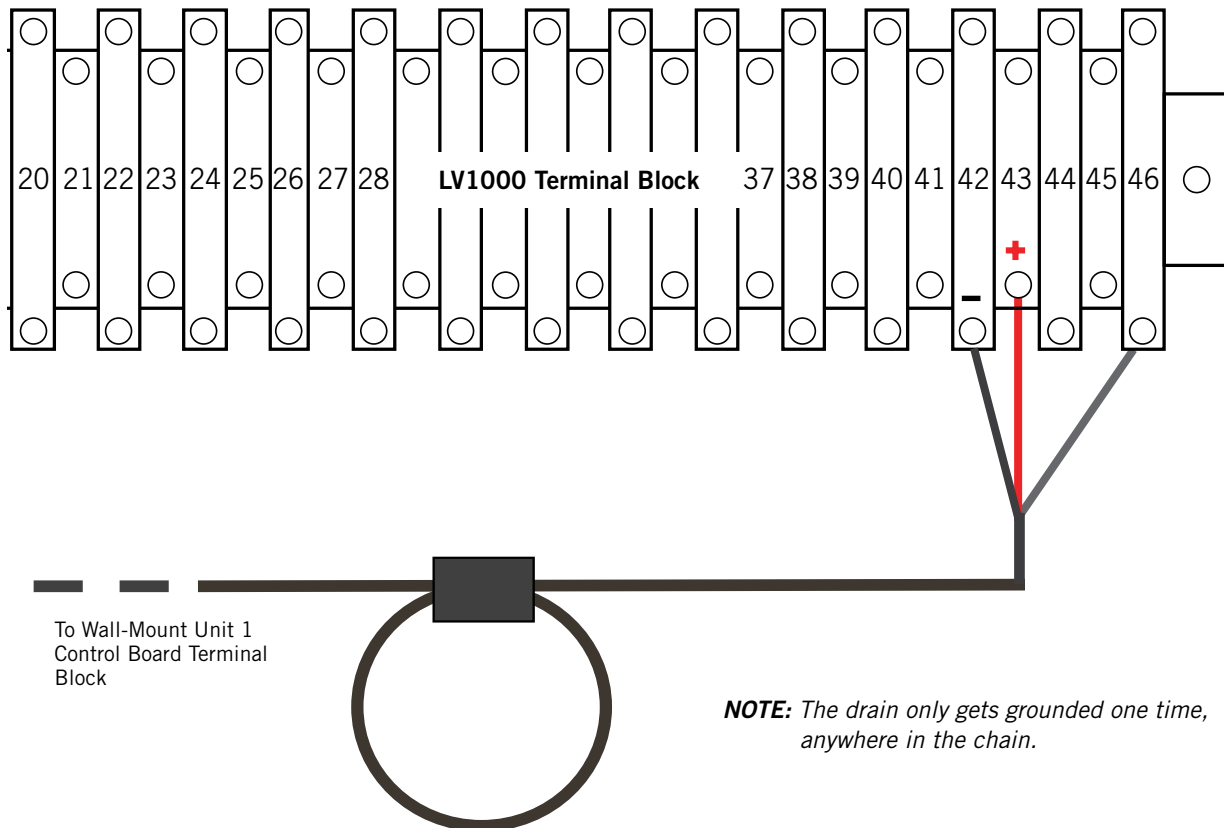 20 21 22 23 24 25 26 27 28 LV1000 Terminal Block 37 38 39 40 41 42 43 44 45 46
+
-
To Wall-Mount Unit 1
Control Board Terminal
Block
NOTE: The drain only gets grounded one time,
anywhere in the chain.